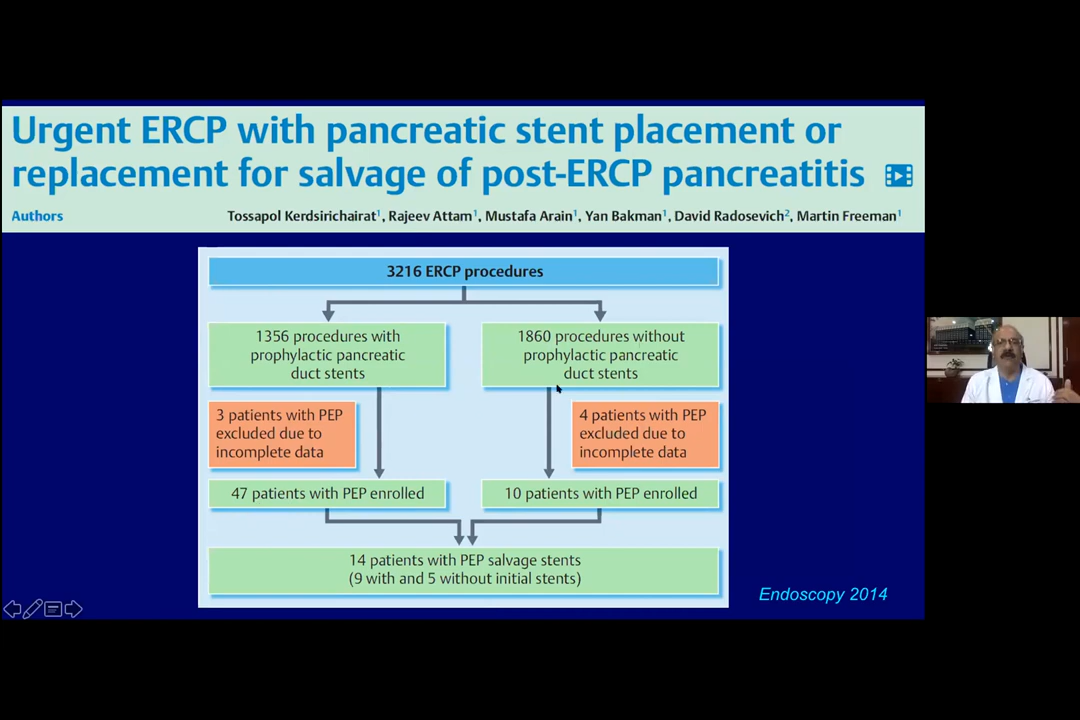 Urgent ERCP with pancreatic stent placement or
replacement for salvage of post-ERCP pancreatitis
Authors
Tossapol Kerdsirichairat1, Rajeev Attam1, Mustafa Arain1, Yan Bakman1, David Radosevich2, Martin Freeman1
3216 ERCP procedures
1356 procedures with
prophylactic pancreatic
duct stents
1860 procedures without
prophylactic pancreatic
duct stents
3 patients with PEP
excluded due to
incomplete data
4 patients with PEP
excluded due to
incomplete data
47 patients with PEP enrolled
10 patients with PEP enrolled
14 patients with PEP salvage stents
(9 with and 5 without initial stents)
Endoscopy 2014